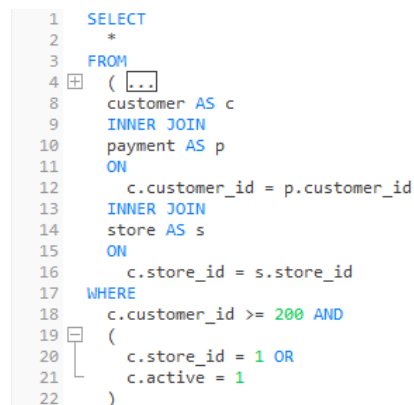 1 SELECT
2 *
3 FROM
4 ( ...
8 customer AS c
9 INNER JOIN
10 payment AS p
11 ON
12 c.customer_id = p.customer_id
13 INNER JOIN
14 store AS s
15 ON
16 c.store_id = s.store_id
17 WHERE
18 c.customer_id >= 200 AND
19 (
20 c.store_id = 1 OR
21 c.active = 1
22 )